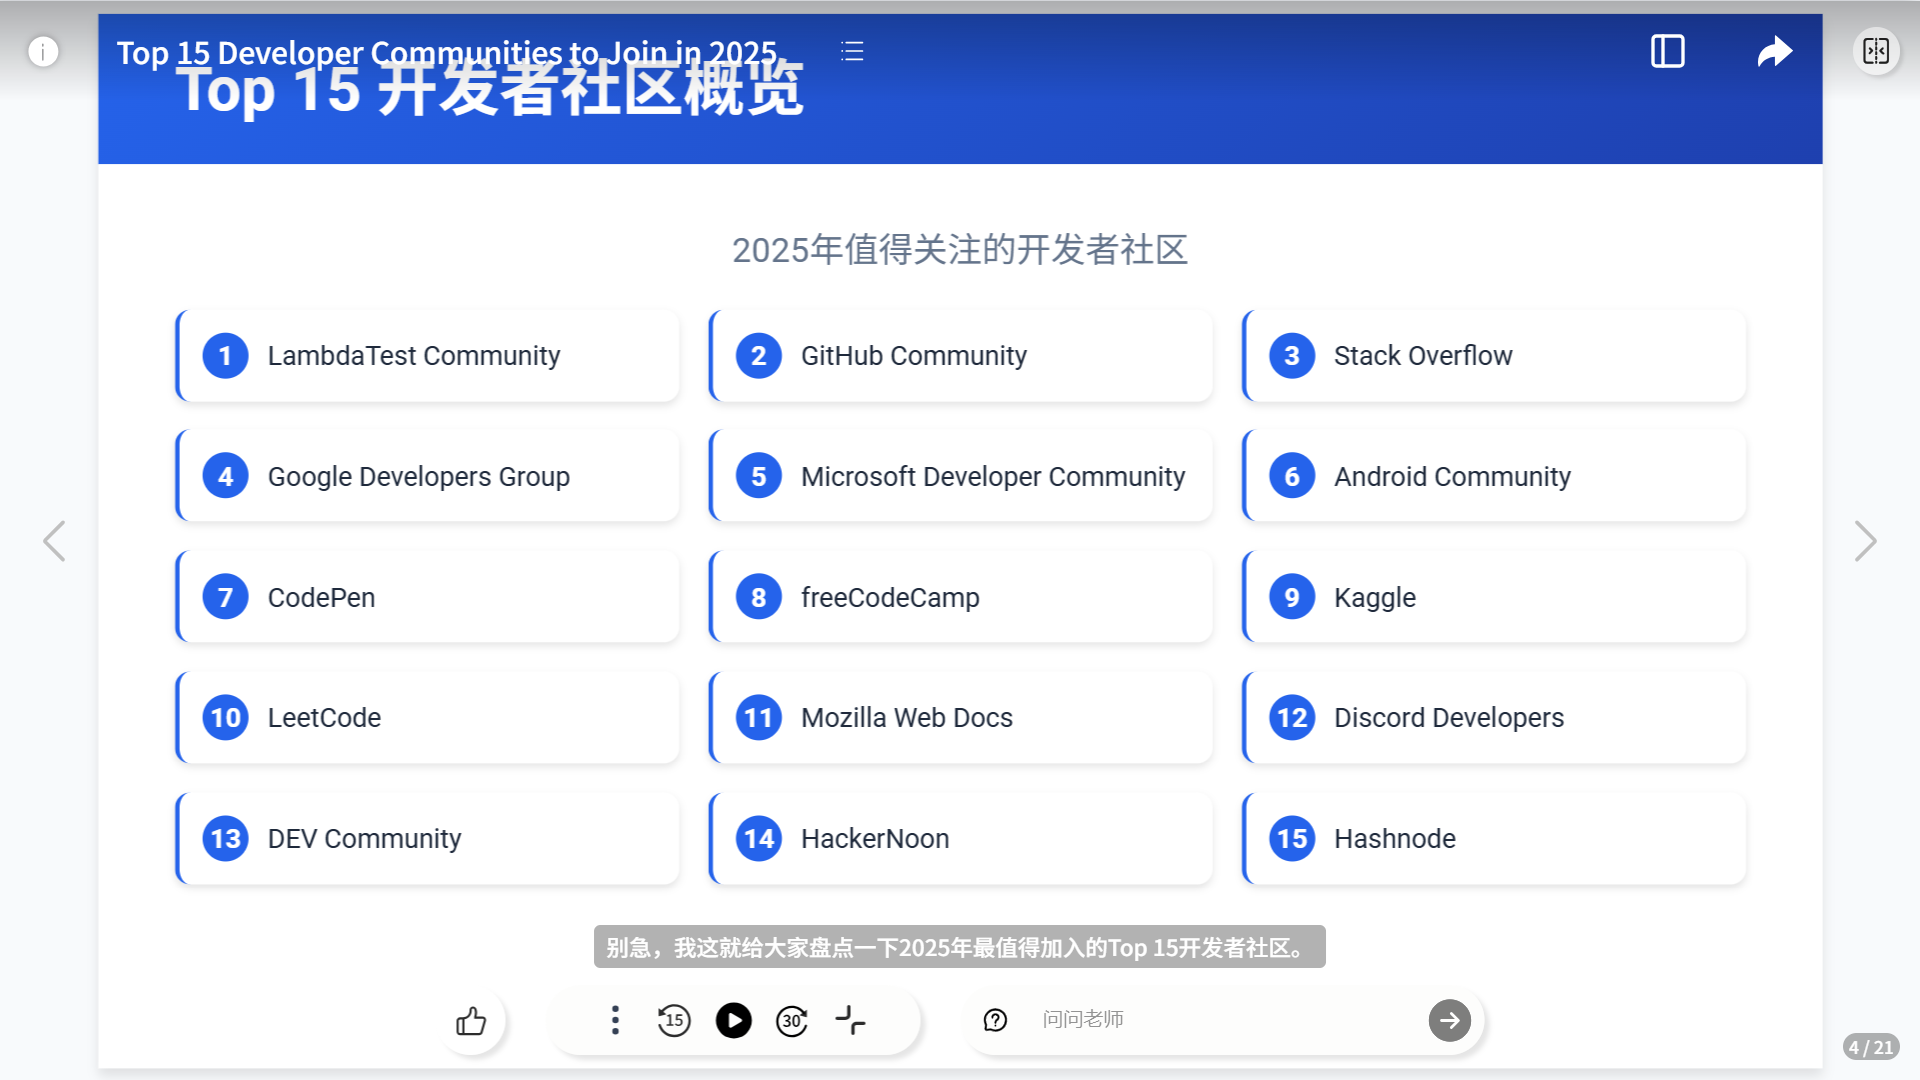 Top 15 Developer Communities to Join in 2025
Top 15 开发者社区概览
2025年值得关注的开发者社区
1 LambdaTest Community
2 GitHub Community
3 Stack Overflow
4 Google Developers Group
5 Microsoft Developer Community
6 Android Community
7 CodePen
8 freeCodeCamp
9 Kaggle
10 LeetCode
11 Mozilla Web Docs
12 Discord Developers
13 DEV Community
14 HackerNoon
15 Hashnode
别急，我这就给大家盘点一下2025年最值得加入的Top 15开发者社区。
15
30
问问老师
4 / 21